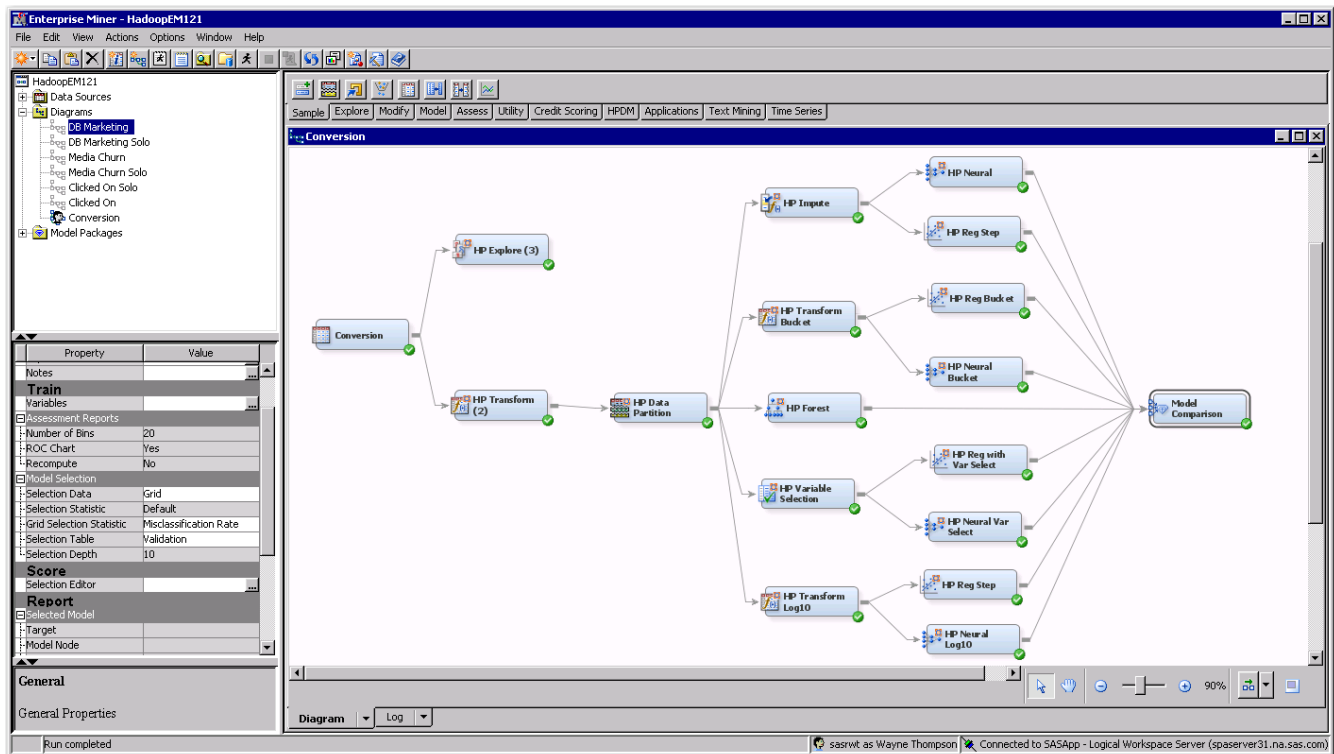 Enterprise Miner - HadoopEM121
File Edit View Actions Options Window Help
HadoopEM121
Data Sources
Diagrams
DB Marketing
DB Marketing Solo
Media Churn
Media Churn Solo
Clicked On Solo
Clicked On
Conversion
Model Packages
Property Value
Notes ...
Train
Variables ...
Assessment Reports
Number of Bins 20
ROC Chart Yes
Recompute No
Model Selection
Selection Data Grid
Selection Statistic Default
Grid Selection Statistic Misclassification Rate
Selection Table Validation
Selection Depth 10
Score
Selection Editor ...
Report
Selected Model
Target
Model Node
General
General Properties
Sample Explore Modify Model Assess Utility Credit Scoring HPDM Applications Text Mining Time Series
Conversion
HP Neural
HP Impute
HP Reg Step
HP Explore (3)
HP Reg Bucket
HP Transform
Bucket
Conversion
HP Neural
Bucket
HP Transform
(2)
HP Data
Partition
HP Forest
Model
Comparison
HP Reg with
Var Select
HP Variable
Selection
HP Neural Var
Select
HP Reg Step
HP Transform
Log10
HP Neural
Log10
90%
Diagram Log
Run completed
sasrwt as Wayne Thompson Connected to SASApp - Logical Workspace Server (spaserver31.na.sas.com)